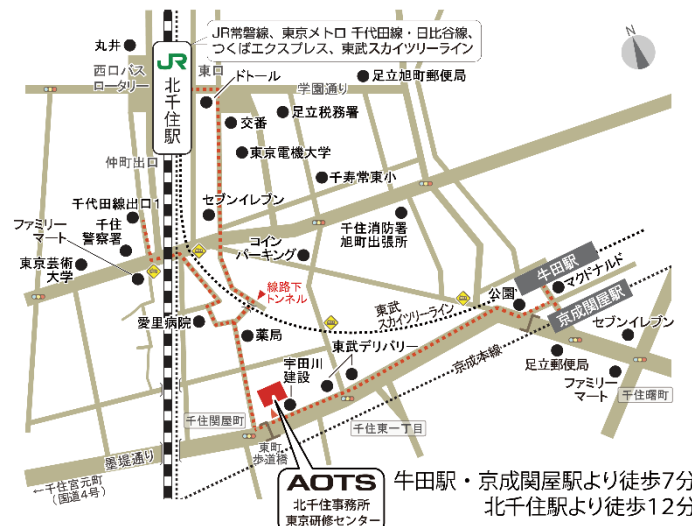 JR常磐線、東京メトロ 千代田線・日比谷線、
つくばエクスプレス、東武スカイツリーライン
丸井
JR
北千住駅
西口バス
ロータリー
東口
ドトール
学園通り
足立旭町郵便局
N
交番
足立税務署
東京電機大学
仲町出口
千寿常東小
千代田線出口1
セブンイレブン
ファミリー
マート
千住
警察署
東京芸術
大学
コイン
パーキング
千住消防署
旭町出張所
牛田駅
マクドナルド
線路下
トンネル
東武
スカイツリーライン
公園
京成関屋駅
愛里病院
薬局
セブンイレブン
宇田川
建設
東武デリバリー
京成本線
足立郵便局
ファミリー
マート
千住曙町
千住関屋町
千住東一丁目
墨堤通り
東町
歩道橋
←千住宮元町
(国道4号)
AOTS
北千住事務所
東京研修センター
牛田駅・京成関屋駅より徒歩7分
北千住駅より徒歩12分